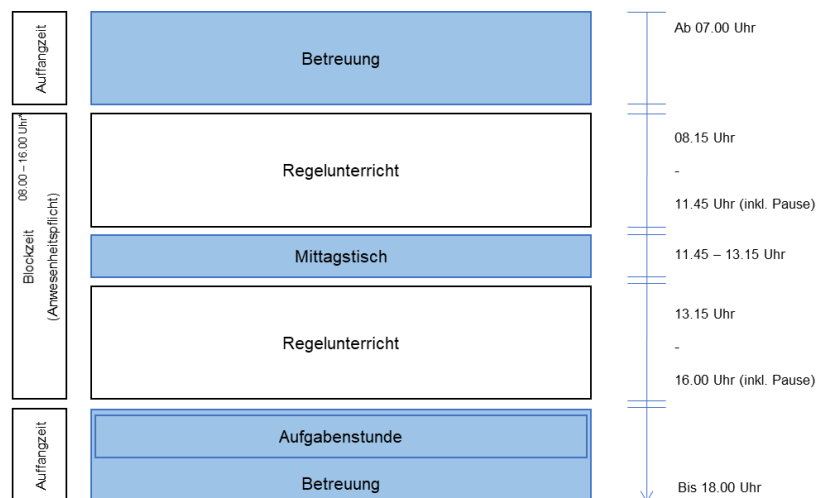 Auffangzeit
Betreuung
Ab 07.00 Uhr
Blockzeit 08.00 – 16.00 Uhr*
(Anwesenheitspflicht)
Regelunterricht
08.15 Uhr
-
11.45 Uhr (inkl. Pause)
Mittagstisch
11.45 – 13.15 Uhr
Regelunterricht
13.15 Uhr
-
16.00 Uhr (inkl. Pause)
Auffangzeit
Aufgabenstunde
Betreuung
Bis 18.00 Uhr